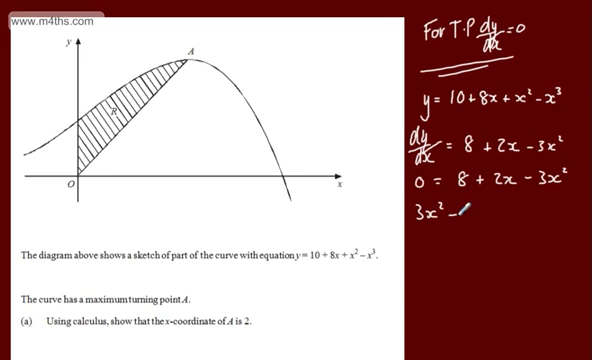 www.m4ths.com
y
A
R
O
x
The diagram above shows a sketch of part of the curve with equation y = 10 + 8x + x² – x³.
The curve has a maximum turning point A.
(a) Using calculus, show that the x-coordinate of A is 2.
For T.P dy/dx = 0
y = 10 + 8x + x² - x³
dy/dx = 8 + 2x - 3x²
0 = 8 + 2x - 3x²
3x² -